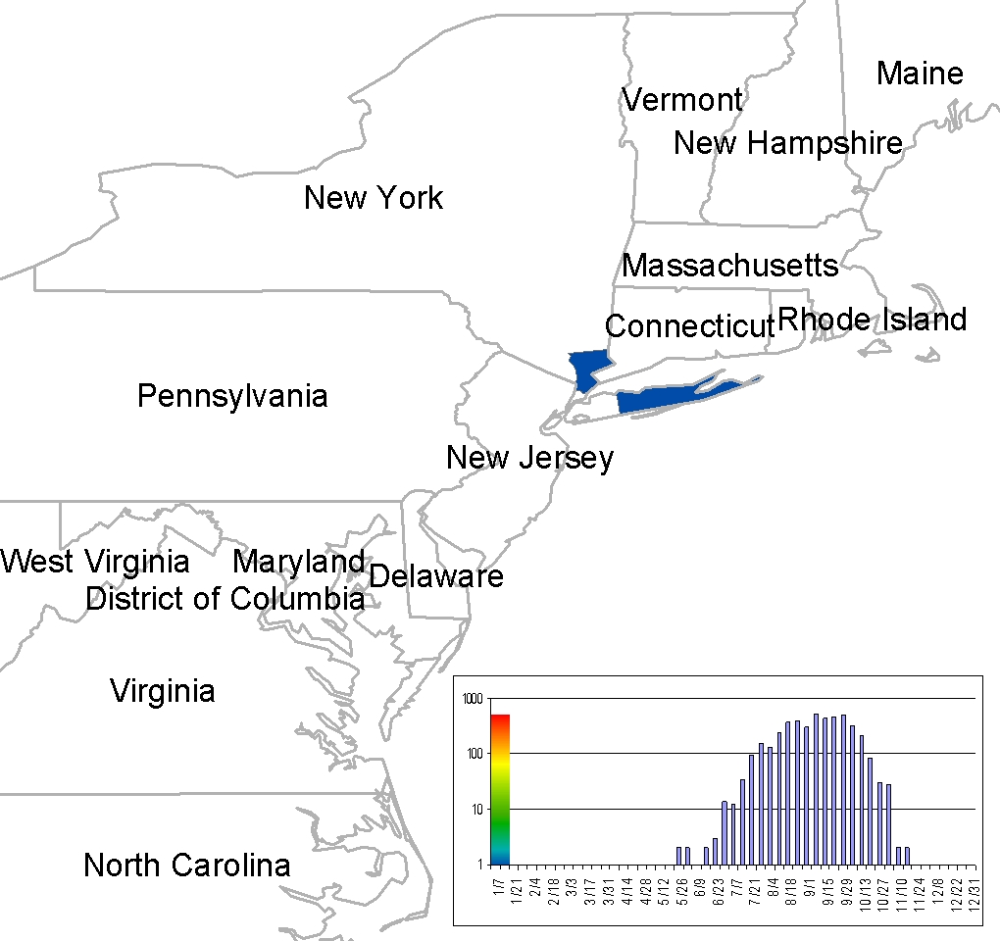 Maine
Vermont
New Hampshire
New York
Massachusetts
Connecticut
Rhode Island
Pennsylvania
New Jersey
West Virginia
Maryland
Delaware
District of Columbia
Virginia
North Carolina
1000
100
10
1
1/7
1/21
2/4
2/18
3/3
3/17
3/31
4/14
4/28
5/12
5/26
6/9
6/23
7/7
7/21
8/4
8/18
9/1
9/15
9/29
10/13
10/27
11/10
11/24
12/8
12/22
12/31